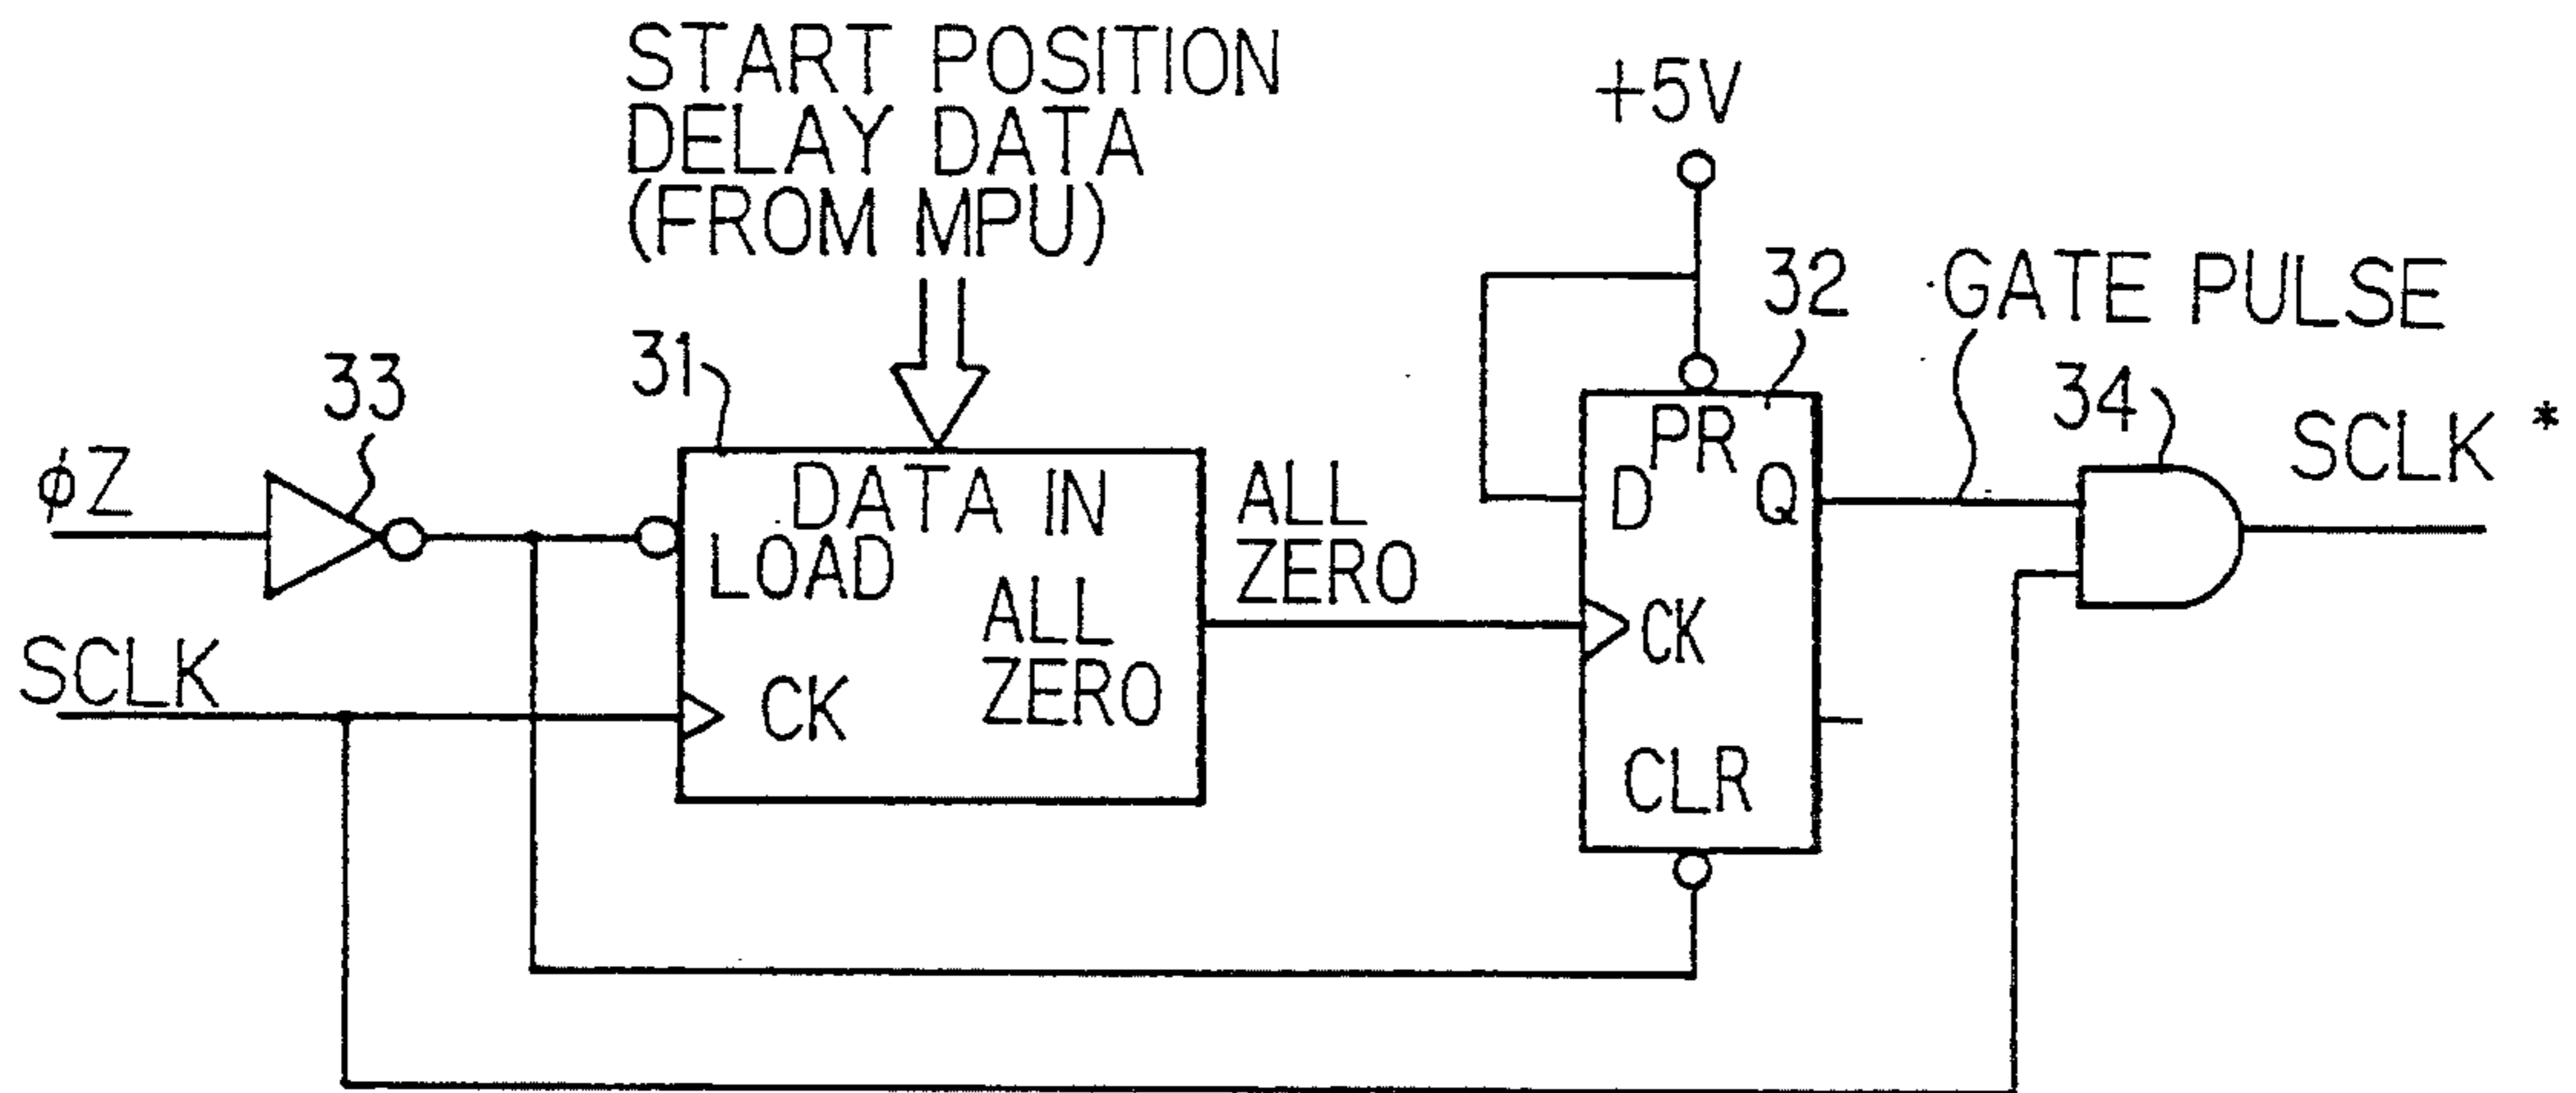 START POSITION
DELAY DATA
(FROM MPU)
+5V
32
GATE PULSE
33
31
34
SCLK *
φZ
DATA IN
LOAD
ALL
ZERO
CK
ALL
ZERO
PR
D
Q
CK
CLR
SCLK